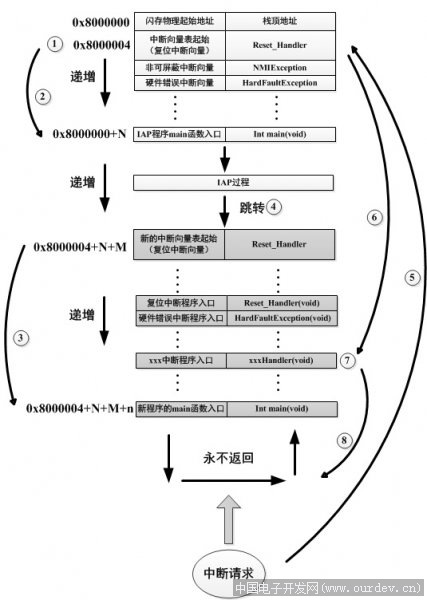 0x8000000 闪存物理起始地址 栈顶地址
① 0x8000004 中断向量表起始 Reset_Handler
（复位中断向量）
递增 非可屏蔽中断向量 NMIException
② 硬件错误中断向量 HardFaultException
0x8000000+N IAP程序main函数入口 Int main(void)
递增 IAP过程
跳转 ④
⑥
0x8000004+N+M 新的中断向量表起始 Reset_Handler
（复位中断向量）
⑤
递增 复位中断程序入口 Reset_Handler(void)
③ 硬件错误中断程序入口 HardFaultException(void)
xxx中断程序入口 xxxHandler(void) ⑦
0x8000004+N+M+n 新程序的main函数入口 Int main(void)
⑧
永不返回
中断请求
中国电子开发网(www.ourdev.cn)